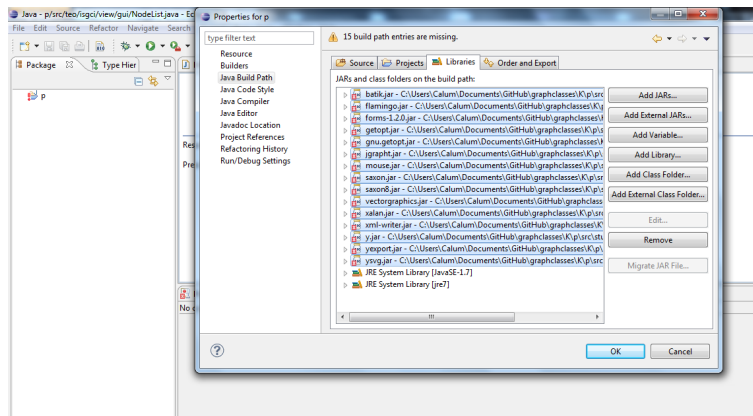 Java - p/src/teo/isgci/view/gui/NodeList.java - Ec
File Edit Source Refactor Navigate Search
Package Type Hier
p
No c
Properties for p
type filter text
Resource
Builders
Java Build Path
Java Code Style
Java Compiler
Java Editor
Javadoc Location
Project References
Refactoring History
Run/Debug Settings
15 build path entries are missing.
Source Projects Libraries Order and Export
JARs and class folders on the build path:
batik.jar - C:\Users\Calum\Documents\GitHub\graphclasses\K\p\src
flamingo.jar - C:\Users\Calum\Documents\GitHub\graphclasses\K\p
forms-1.2.0.jar - C:\Users\Calum\Documents\GitHub\graphclasses\K
getopt.jar - C:\Users\Calum\Documents\GitHub\graphclasses\K\p\s
gnu.getopt.jar - C:\Users\Calum\Documents\GitHub\graphclasses\
jgrapht.jar - C:\Users\Calum\Documents\GitHub\graphclasses\K\p\
mouse.jar - C:\Users\Calum\Documents\GitHub\graphclasses\K\p\s
saxon.jar - C:\Users\Calum\Documents\GitHub\graphclasses\K\p\sr
saxon8.jar - C:\Users\Calum\Documents\GitHub\graphclasses\K\p\s
vectorgraphics.jar - C:\Users\Calum\Documents\GitHub\graphclass
xalan.jar - C:\Users\Calum\Documents\GitHub\graphclasses\K\p\src
xml-writer.jar - C:\Users\Calum\Documents\GitHub\graphclasses\K
y.jar - C:\Users\Calum\Documents\GitHub\graphclasses\K\p\src\stu
yexport.jar - C:\Users\Calum\Documents\GitHub\graphclasses\K\p\
ysvg.jar - C:\Users\Calum\Documents\GitHub\graphclasses\K\p\src
JRE System Library [JavaSE-1.7]
JRE System Library [jre7]
Add JARs...
Add External JARs...
Add Variable...
Add Library...
Add Class Folder...
Add External Class Folder...
Edit...
Remove
Migrate JAR File...
OK Cancel